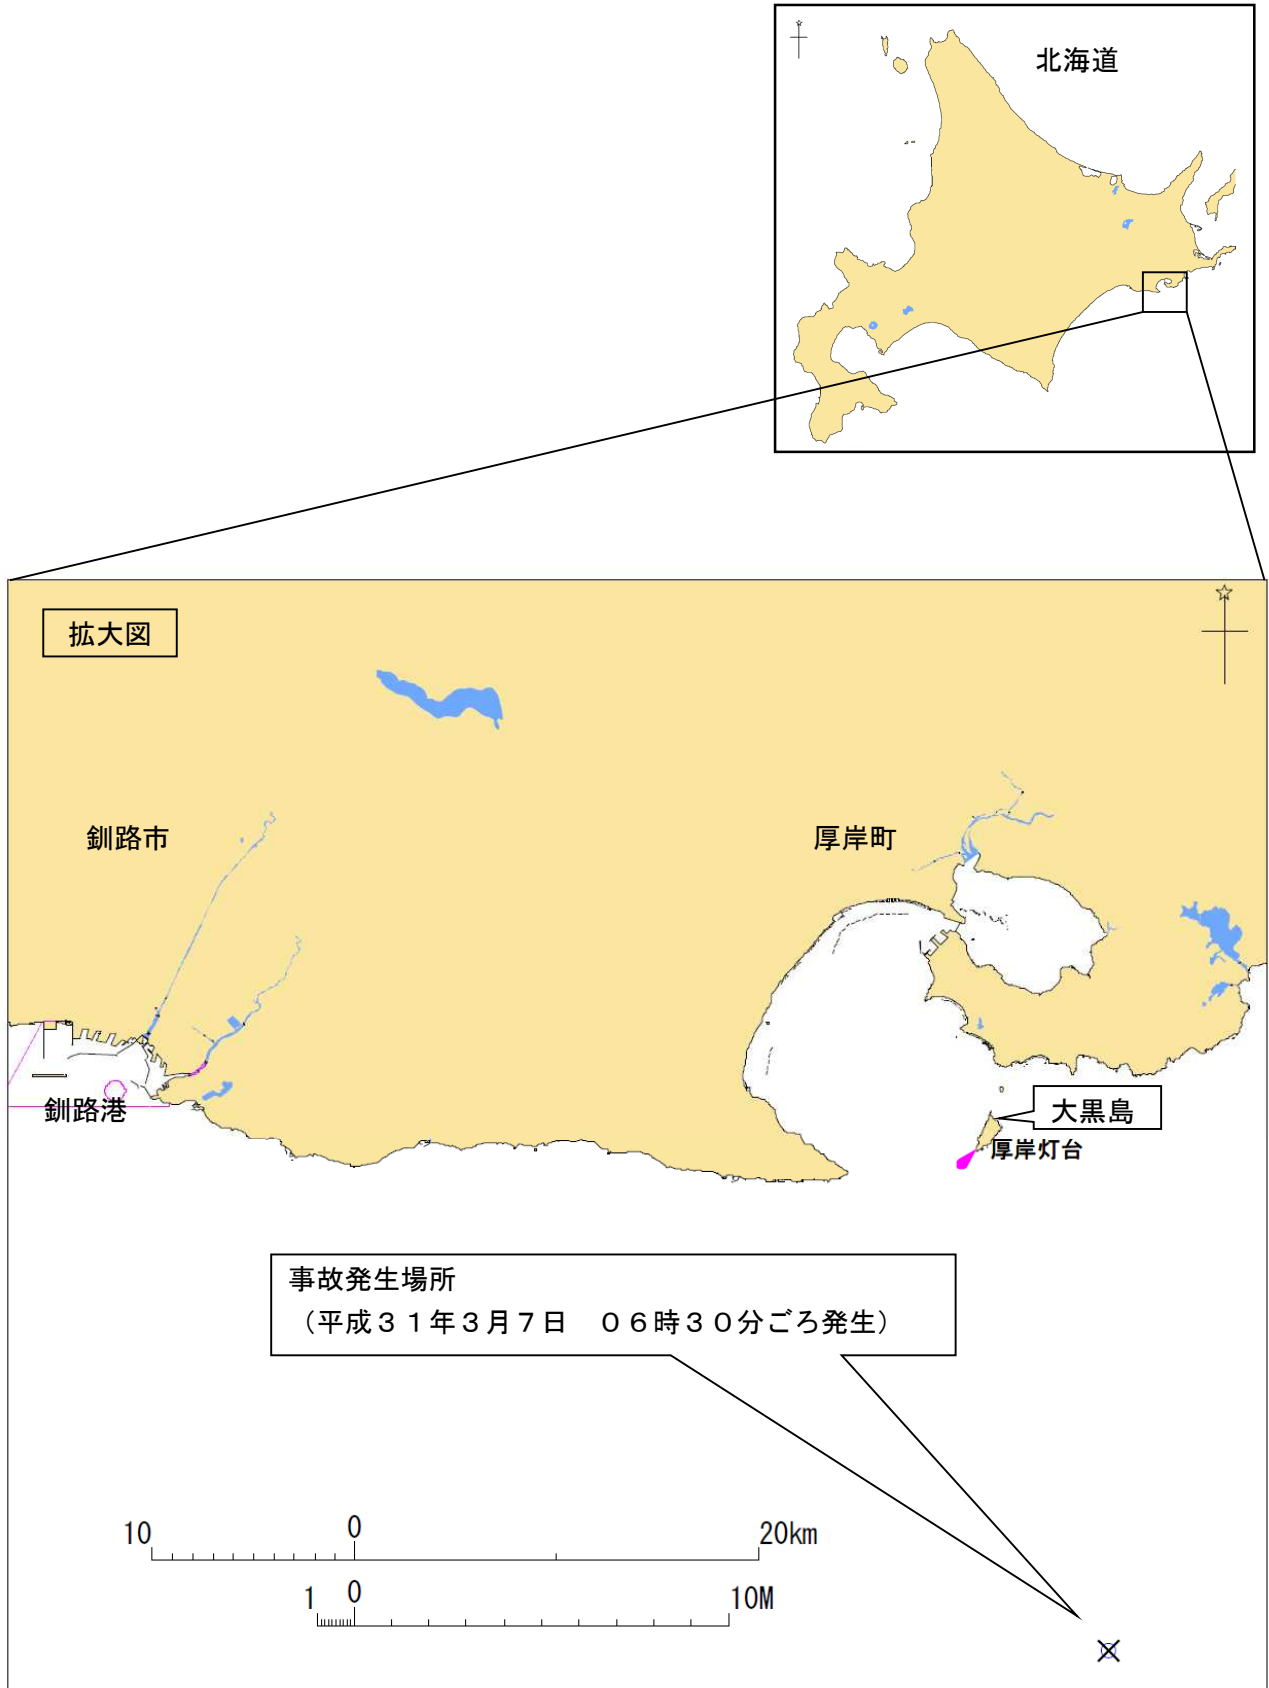 北海道
拡大図
釧路市
厚岸町
釧路港
大黒島
厚岸灯台
事故発生場所
（平成３１年３月７日　０６時３０分ごろ発生）
10 0 20km
1 0 10M